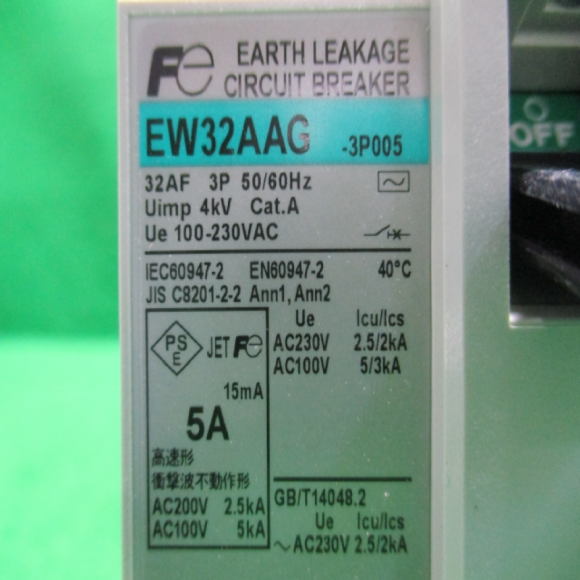 Fe EARTH LEAKAGE
CIRCUIT BREAKER
EW32AAG -3P005
32AF 3P 50/60Hz
Uimp 4kV Cat.A
Ue 100-230VAC
IEC60947-2 EN60947-2 40°C
JIS C8201-2-2 Ann1, Ann2
Ue Icu/Ics
AC230V 2.5/2kA
AC100V 5/3kA
PS
E
JET Fe
15mA
5A
高速形
衝撃波不動作形
AC200V 2.5kA
AC100V 5kA
GB/T14048.2
Ue Icu/Ics
~AC230V 2.5/2kA
OFF